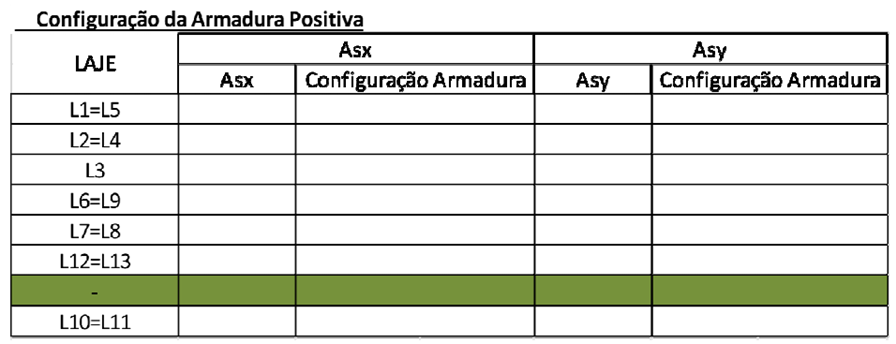 Configuração da Armadura Positiva
LAJE Asx Asy
Asx Configuração Armadura Asy Configuração Armadura
L1=L5
L2=L4
L3
L6=L9
L7=L8
L12=L13
-
L10=L11